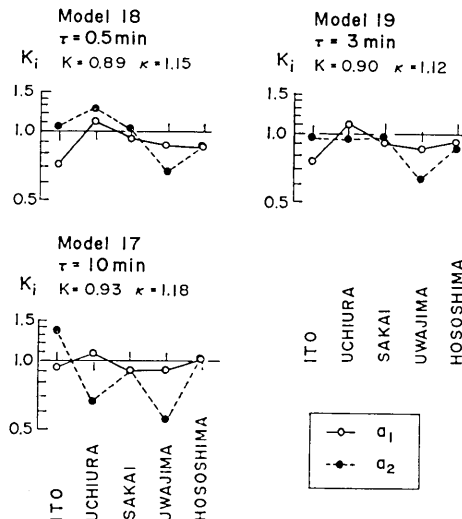 Model 18
τ = 0.5 min
Ki K = 0.89 κ = 1.15
1.5
1.0
0.5
Model 19
τ = 3 min
Ki K = 0.90 κ = 1.12
1.5
1.0
0.5
Model 17
τ = 10 min
Ki K = 0.93 κ = 1.18
1.5
1.0
0.5
ITO
UCHIURA
SAKAI
UWAJIMA
HOSOSHIMA
ITO
UCHIURA
SAKAI
UWAJIMA
HOSOSHIMA
a1
a2